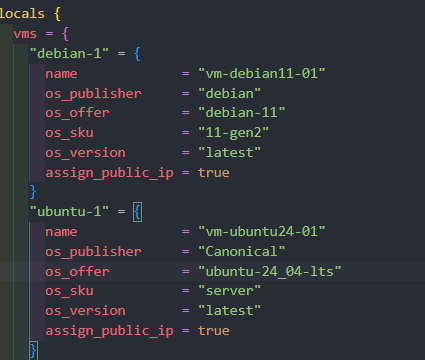 locals {
  vms = {
    "debian-1" = {
      name             = "vm-debian11-01"
      os_publisher     = "debian"
      os_offer         = "debian-11"
      os_sku           = "11-gen2"
      os_version       = "latest"
      assign_public_ip = true
    }
    "ubuntu-1" = {
      name             = "vm-ubuntu24-01"
      os_publisher     = "Canonical"
      os_offer         = "ubuntu-24_04-lts"
      os_sku           = "server"
      os_version       = "latest"
      assign_public_ip = true
    }